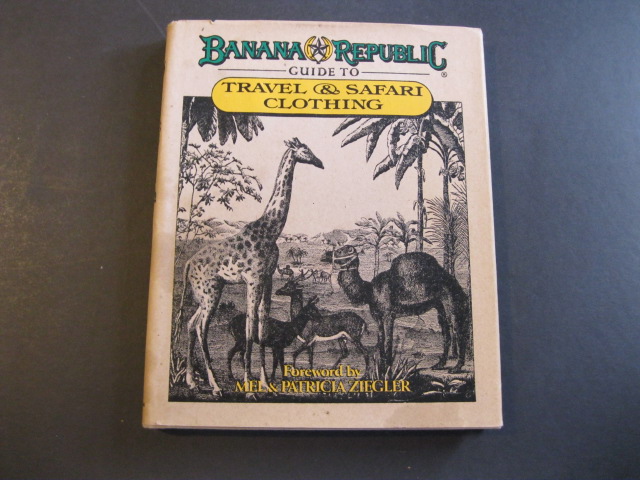 BANANA REPUBLIC ®
GUIDE TO
TRAVEL & SAFARI
CLOTHING
Foreword by
MEL & PATRICIA ZIEGLER